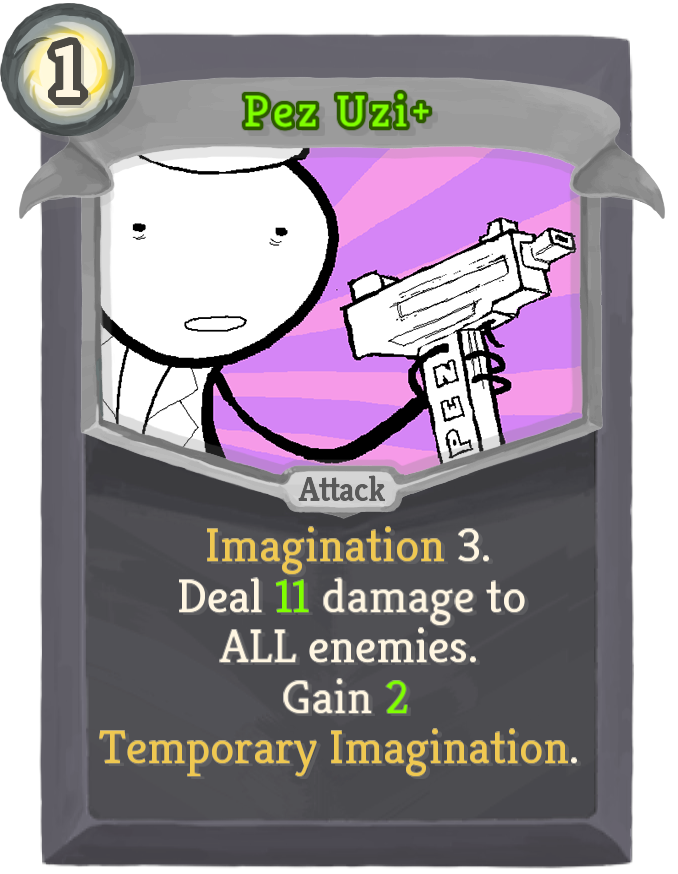 1
Pez Uzi+
PEZ
Attack
Imagination 3.
Deal 11 damage to
ALL enemies.
Gain 2
Temporary Imagination.